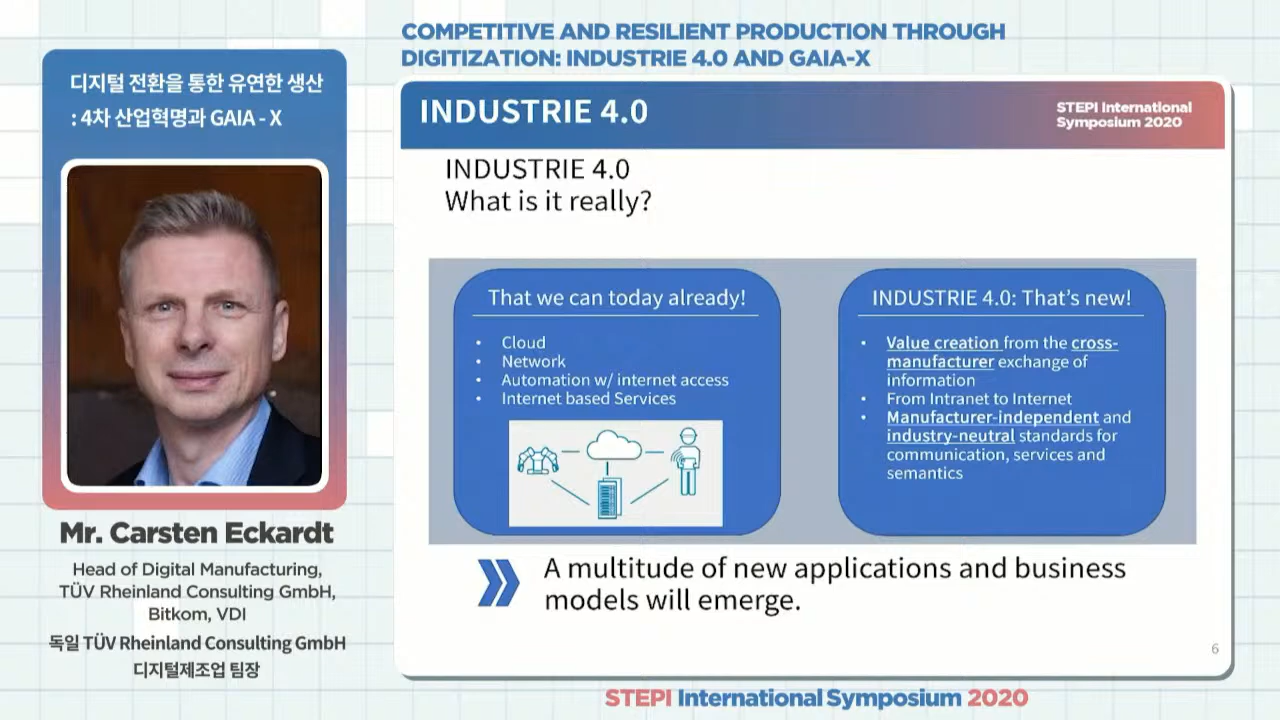 COMPETITIVE AND RESILIENT PRODUCTION THROUGH
DIGITIZATION: INDUSTRIE 4.0 AND GAIA-X
디지털 전환을 통한 유연한 생산
: 4차 산업혁명과 GAIA - X
Mr. Carsten Eckardt
Head of Digital Manufacturing,
TÜV Rheinland Consulting GmbH,
Bitkom, VDI
독일 TÜV Rheinland Consulting GmbH
디지털제조업 팀장
INDUSTRIE 4.0
STEPI International
Symposium 2020
INDUSTRIE 4.0
What is it really?
That we can today already!
• Cloud
• Network
• Automation w/ internet access
• Internet based Services
INDUSTRIE 4.0: That's new!
• Value creation from the cross-
manufacturer exchange of
information
• From Intranet to Internet
• Manufacturer-independent and
industry-neutral standards for
communication, services and
semantics
A multitude of new applications and business
models will emerge.
6
STEPI International Symposium 2020